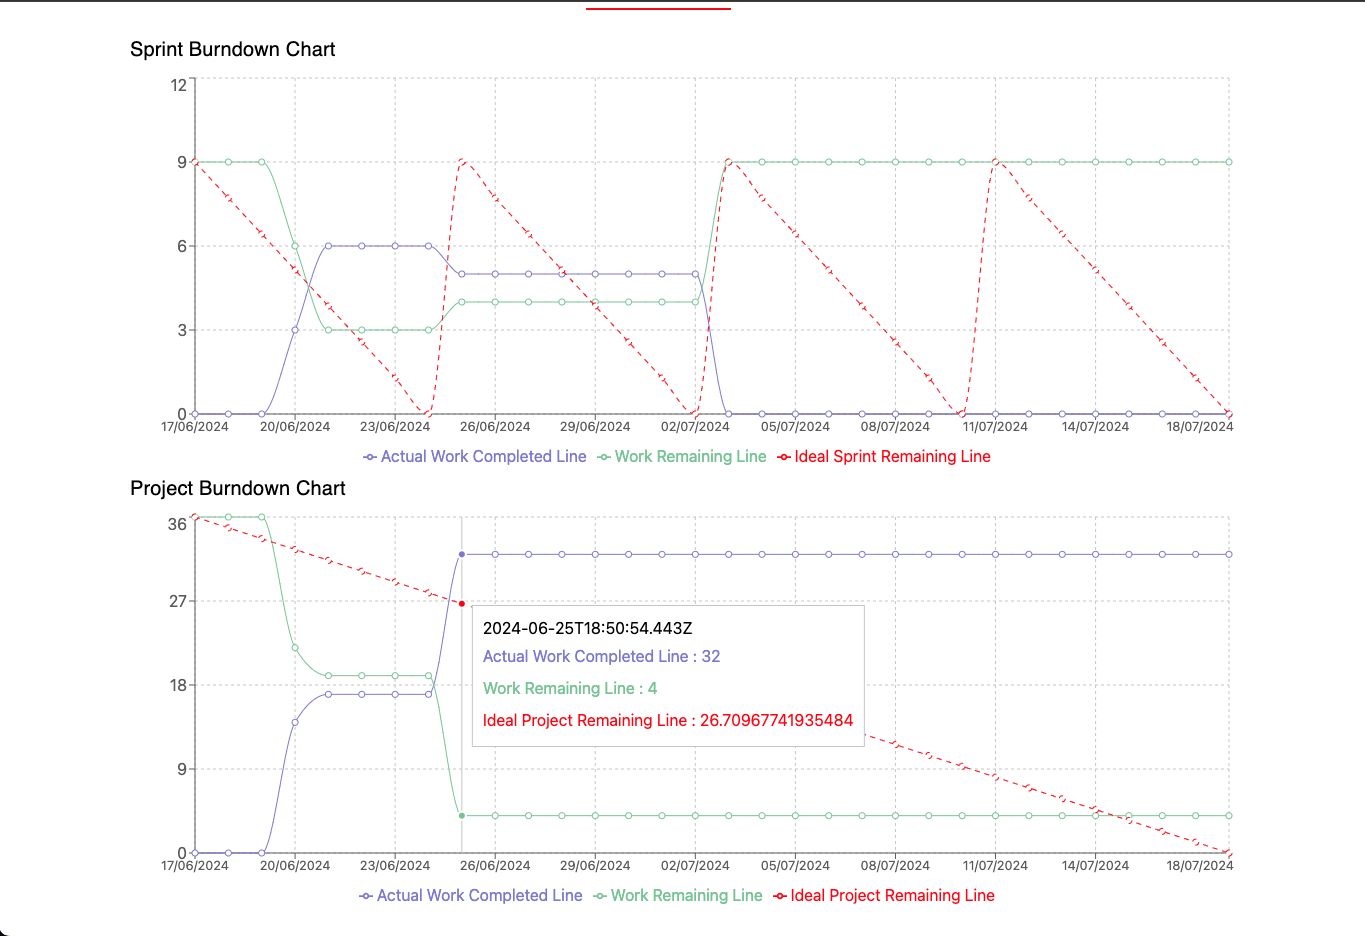 Sprint Burndown Chart
12
9
6
3
0
17/06/2024 20/06/2024 23/06/2024 26/06/2024 29/06/2024 02/07/2024 05/07/2024 08/07/2024 11/07/2024 14/07/2024 18/07/2024
Actual Work Completed Line Work Remaining Line Ideal Sprint Remaining Line
Project Burndown Chart
36
27
2024-06-25T18:50:54.443Z
Actual Work Completed Line : 32
18
Work Remaining Line : 4
Ideal Project Remaining Line : 26.70967741935484
9
0
17/06/2024 20/06/2024 23/06/2024 26/06/2024 29/06/2024 02/07/2024 05/07/2024 08/07/2024 11/07/2024 14/07/2024 18/07/2024
Actual Work Completed Line Work Remaining Line Ideal Project Remaining Line